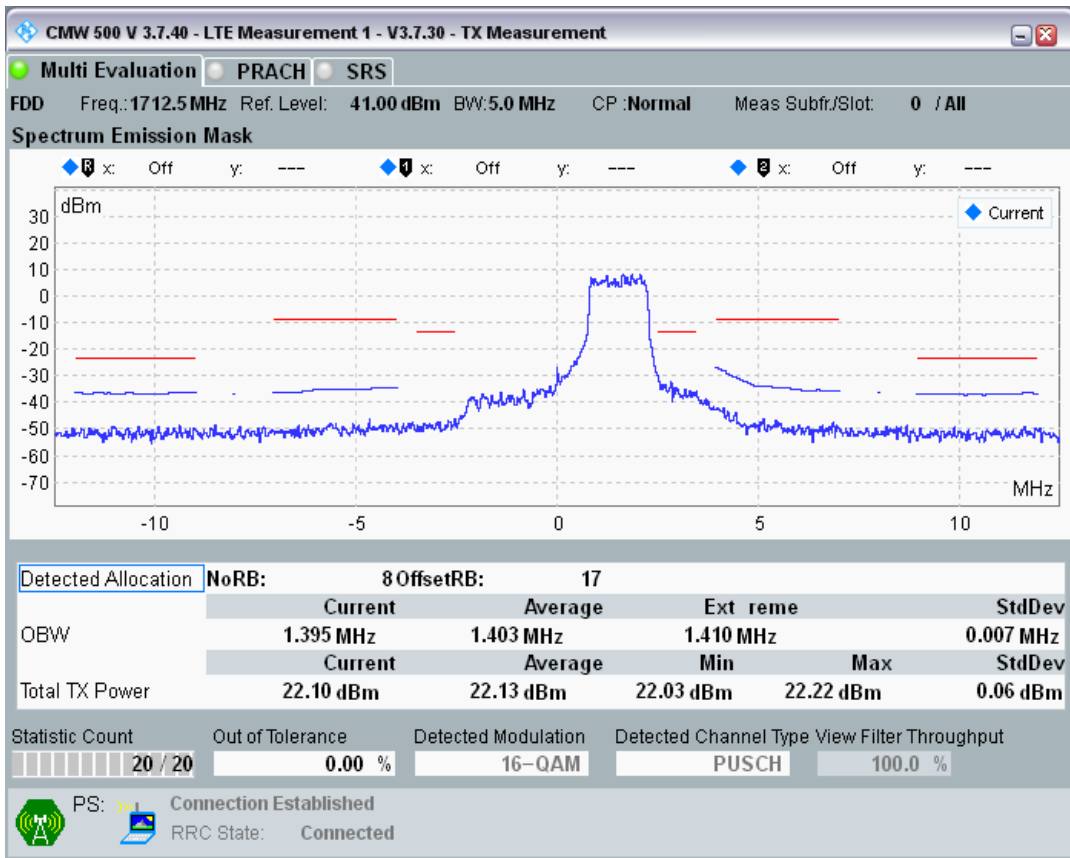 CMW 500 V 3.7.40 - LTE Measurement 1 - V3.7.30 - TX Measurement
Multi Evaluation PRACH SRS
FDD Freq.: 1712.5 MHz Ref. Level: 41.00 dBm BW: 5.0 MHz CP : Normal Meas Subfr./Slot: 0 / All
Spectrum Emission Mask
R x: Off y: --- 1 x: Off y: --- 2 x: Off y: ---
dBm
Current
30
20
10
0
-10
-20
-30
-40
-50
-60
-70
MHz
-10 -5 0 5 10
Detected Allocation NoRB: 8 OffsetRB: 17
Current Average Ext reme StdDev
OBW 1.395 MHz 1.403 MHz 1.410 MHz 0.007 MHz
Current Average Min Max StdDev
Total TX Power 22.10 dBm 22.13 dBm 22.03 dBm 22.22 dBm 0.06 dBm
Statistic Count Out of Tolerance Detected Modulation Detected Channel Type View Filter Throughput
20 / 20 0.00 % 16-QAM PUSCH 100.0 %
PS: Connection Established
RRC State: Connected